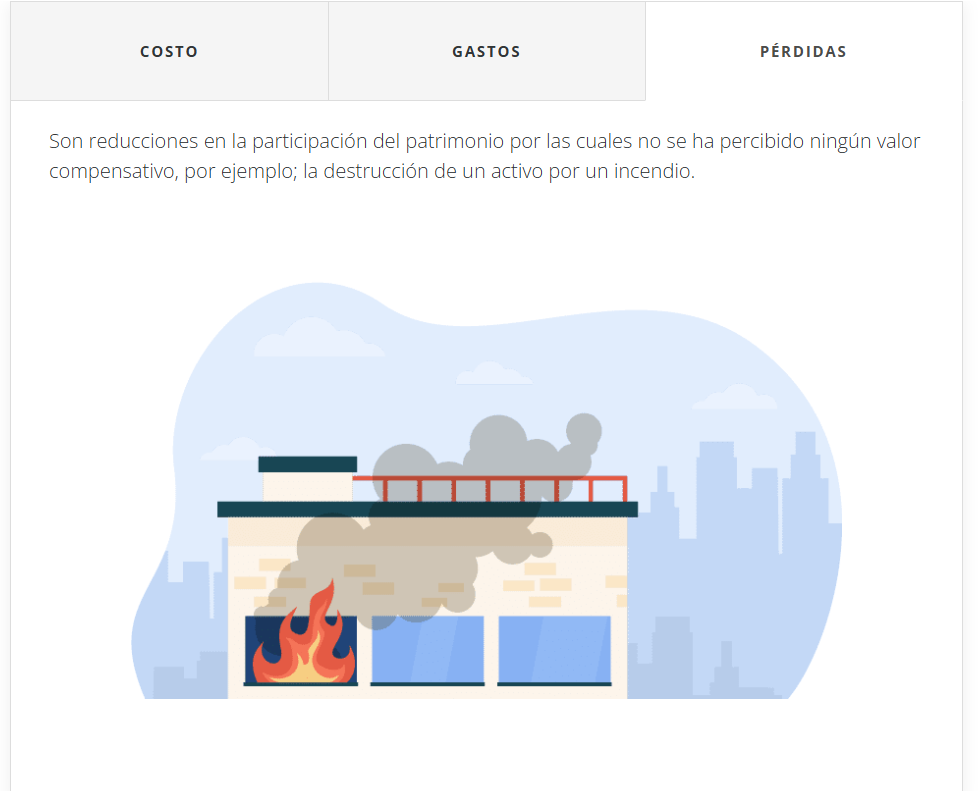 COSTO
GASTOS
PÉRDIDAS
Son reducciones en la participación del patrimonio por las cuales no se ha percibido ningún valor
compensativo, por ejemplo; la destrucción de un activo por un incendio.